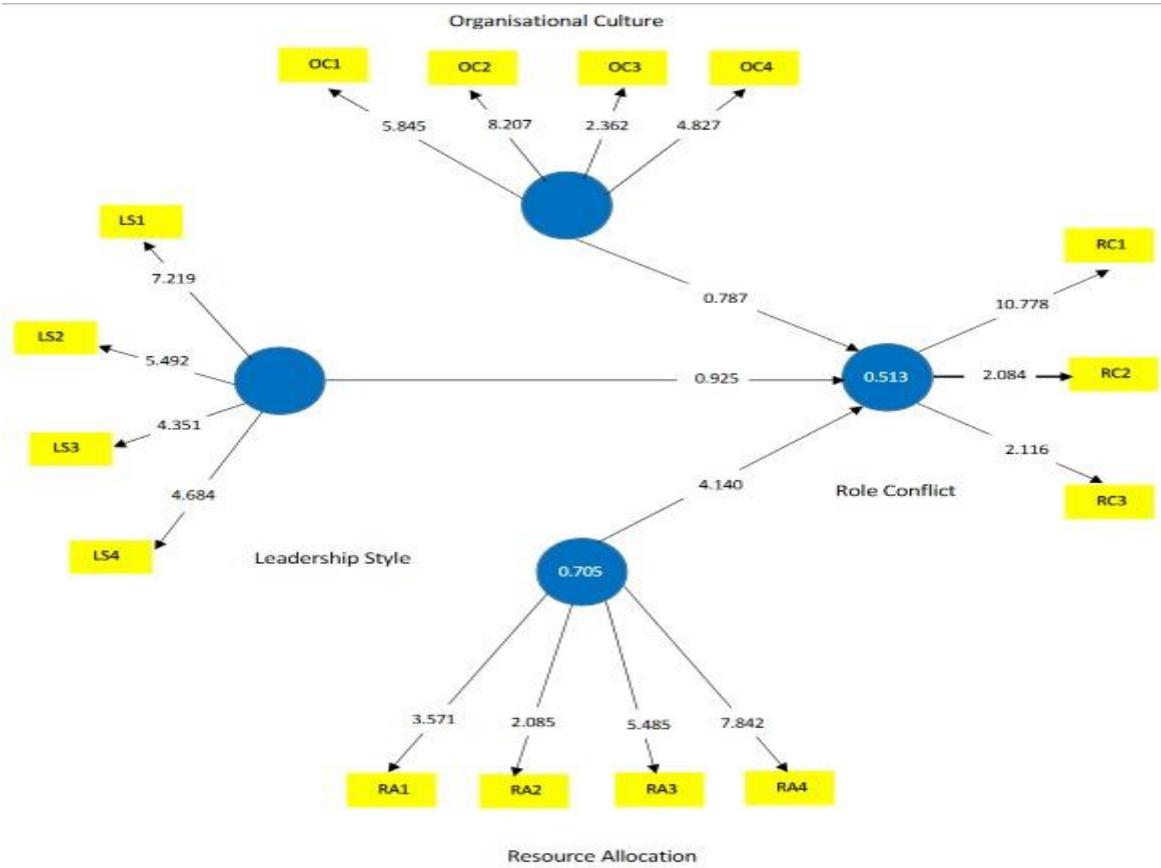 Organisational Culture
OC1 OC2 OC3 OC4
5.845 8.207 2.362 4.827
LS1
7.219
LS2
5.492
LS3
4.351
LS4
4.684
Leadership Style
0.787
0.925
4.140
0.513
RC1
10.778
RC2
2.084
RC3
2.116
Role Conflict
0.705
3.571 2.085 5.485 7.842
RA1 RA2 RA3 RA4
Resource Allocation